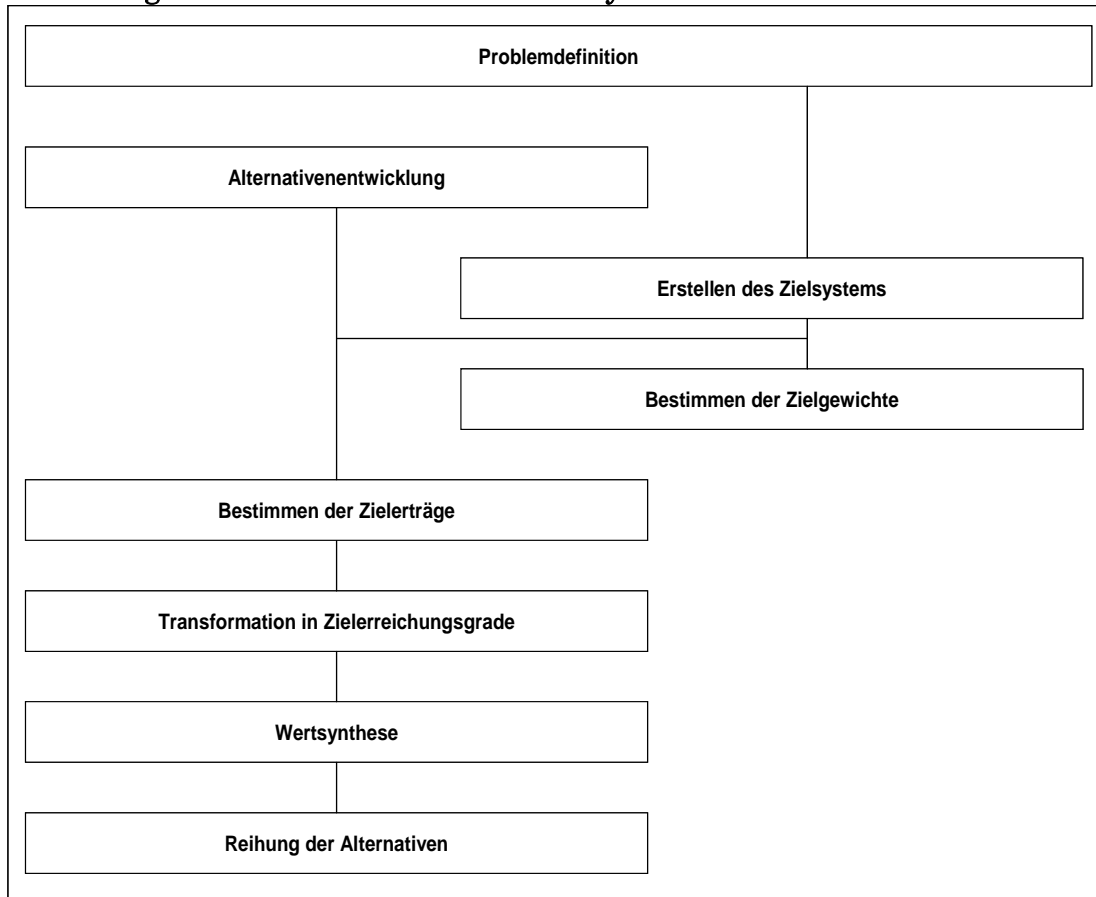 Problemdefinition
Alternativenentwicklung
Erstellen des Zielsystems
Bestimmen der Zielgewichte
Bestimmen der Zielerträge
Transformation in Zielerreichungsgrade
Wertsynthese
Reihung der Alternativen